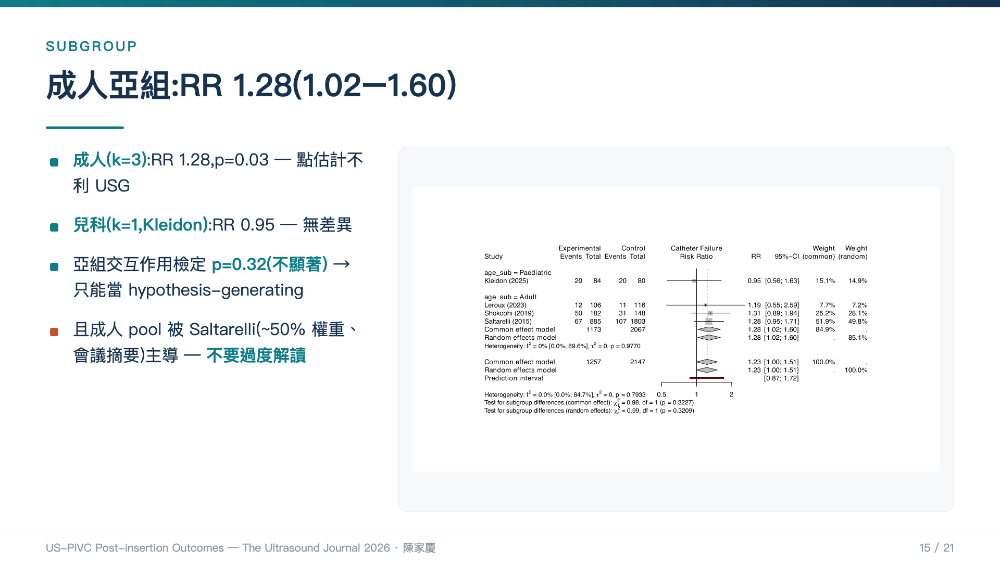 SUBGROUP
成人亞組:RR 1.28(1.02–1.60)
成人(k=3):RR 1.28,p=0.03 — 點估計不
利 USG
兒科(k=1,Kleidon):RR 0.95 — 無差異
亞組交互作用檢定 p=0.32(不顯著) →
只能當 hypothesis-generating
且成人 pool 被 Saltarelli(~50% 權重、
會議摘要)主導 — 不要過度解讀
Experimental Control Catheter Failure Weight Weight
Study Events Total Events Total Risk Ratio RR 95%-CI (common) (random)
age_sub = Paediatric
Kleidon (2025) 20 84 20 80 0.95 [0.56; 1.63] 15.1% 14.9%
age_sub = Adult
Leroux (2023) 12 106 11 116 1.19 [0.55; 2.59] 7.7% 7.2%
Shokoohi (2019) 50 182 31 148 1.31 [0.89; 1.94] 25.2% 28.1%
Saltarelli (2015) 67 885 107 1803 1.28 [0.95; 1.71] 51.9% 49.8%
Common effect model 1173 2067 1.28 [1.02; 1.60] 84.9% .
Random effects model 1.28 [1.02; 1.60] . 85.1%
Heterogeneity: I² = 0% [0.0%; 89.6%], τ² = 0, p = 0.9770
Common effect model 1257 2147 1.23 [1.00; 1.51] 100.0% .
Random effects model 1.23 [1.00; 1.51] . 100.0%
Prediction interval [0.87; 1.72]
Heterogeneity: I² = 0.0% [0.0%; 84.7%], τ² = 0, p = 0.7933 0.5 1 2
Test for subgroup differences (common effect): χ²₁ = 0.98, df = 1 (p = 0.3227)
Test for subgroup differences (random effects): χ²₁ = 0.99, df = 1 (p = 0.3209)
US-PIVC Post-insertion Outcomes — The Ultrasound Journal 2026 · 陳家慶
15 / 21